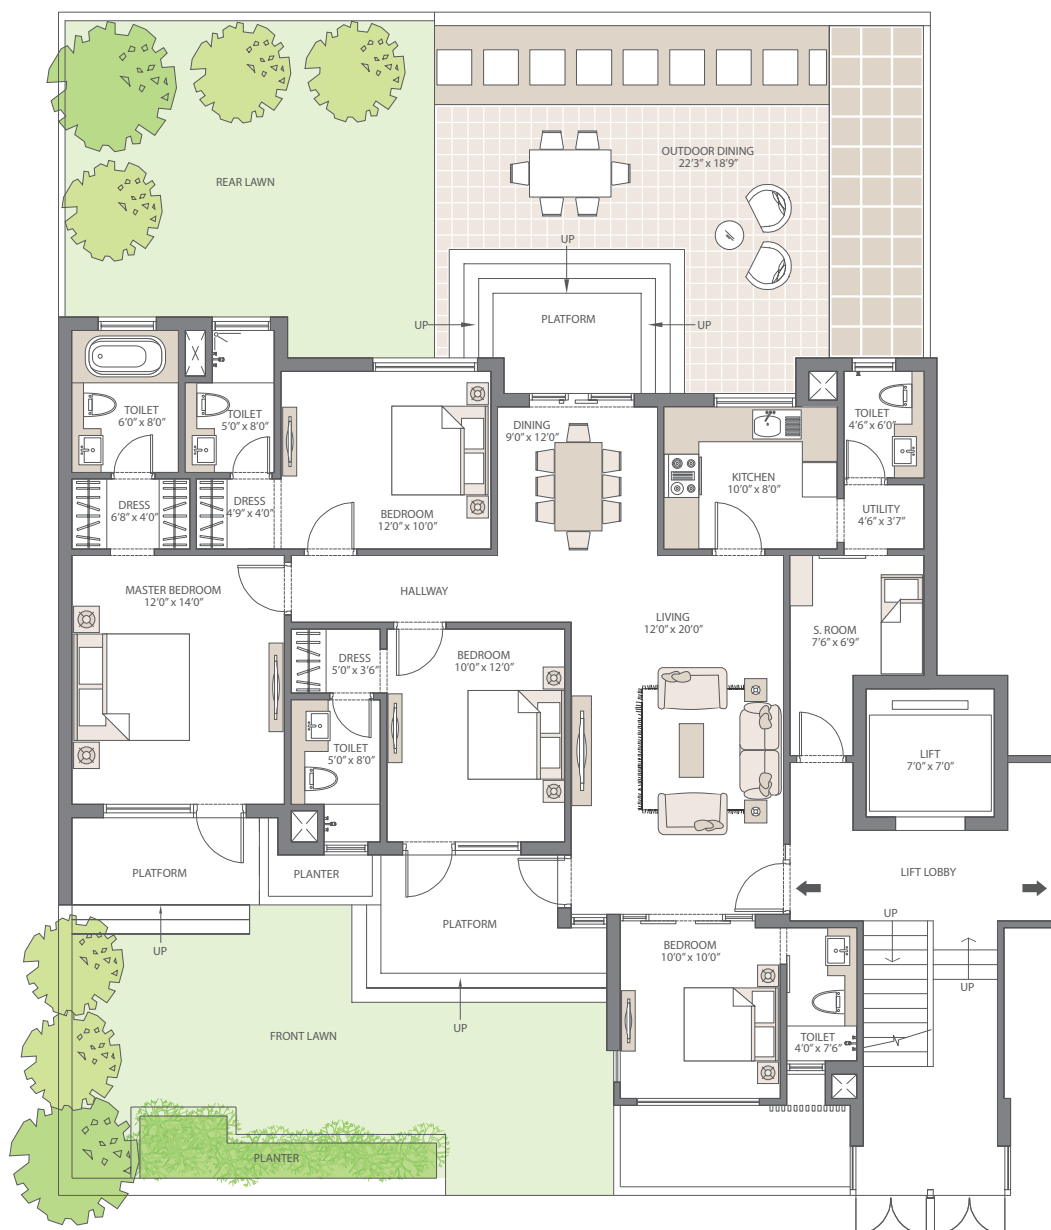 REAR LAWN
OUTDOOR DINING
22'3" x 18'9"
UP
PLATFORM
UP
UP
TOILET
6'0" x 8'0"
TOILET
5'0" x 8'0"
DINING
9'0" x 12'0"
TOILET
4'6" x 6'0"
KITCHEN
10'0" x 8'0"
DRESS
6'8" x 4'0"
DRESS
4'9" x 4'0"
BEDROOM
12'0" x 10'0"
UTILITY
4'6" x 3'7"
MASTER BEDROOM
12'0" x 14'0"
HALLWAY
LIVING
12'0" x 20'0"
S. ROOM
7'6" x 6'9"
DRESS
5'0" x 3'6"
BEDROOM
10'0" x 12'0"
TOILET
5'0" x 8'0"
LIFT
7'0" x 7'0"
PLATFORM
PLANTER
LIFT LOBBY
UP
PLATFORM
UP
BEDROOM
10'0" x 10'0"
UP
UP
FRONT LAWN
TOILET
4'0" x 7'6"
PLANTER